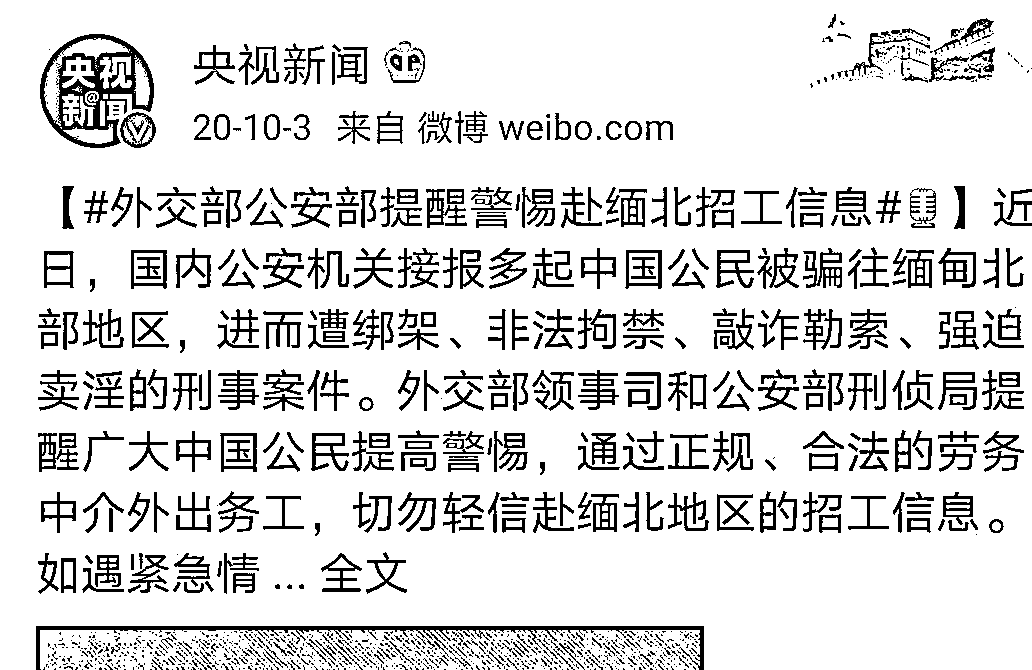 央视
新闻
央视新闻
20-10-3 来自 微博 weibo.com
【#外交部公安部提醒警惕赴缅北招工信息#🎙】近
日，国内公安机关接报多起中国公民被骗往缅甸北
部地区，进而遭绑架、非法拘禁、敲诈勒索、强迫
卖淫的刑事案件。外交部领事司和公安部刑侦局提
醒广大中国公民提高警惕，通过正规、合法的劳务
中介外出务工，切勿轻信赴缅北地区的招工信息。
如遇紧急情 ... 全文